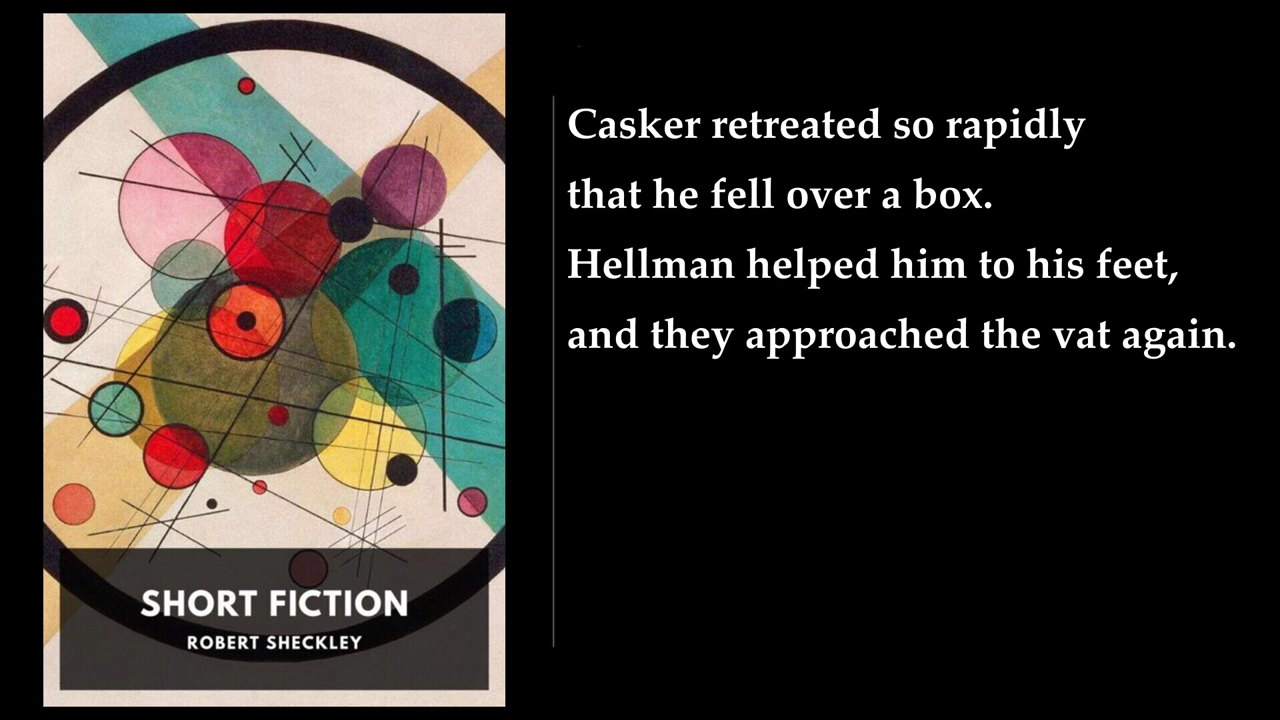 Casker retreated so rapidly
that he fell over a box.
Hellman helped him to his feet,
and they approached the vat again.
SHORT FICTION
ROBERT SHECKLEY